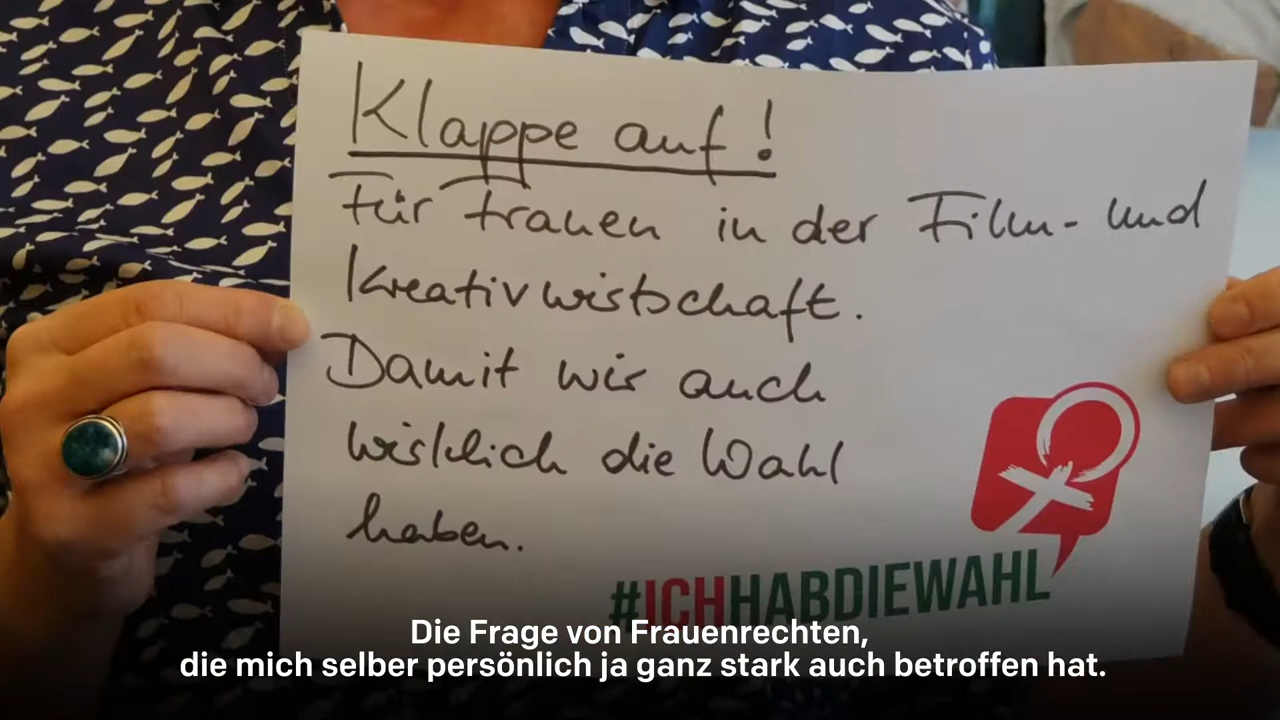 Klappe auf!
Für Frauen in der Film- und
Kreativwirtschaft.
Damit wir auch
wirklich die Wahl
haben.
#ICHHABDIEWAHL
Die Frage von Frauenrechten,
die mich selber persönlich ja ganz stark auch betroffen hat.